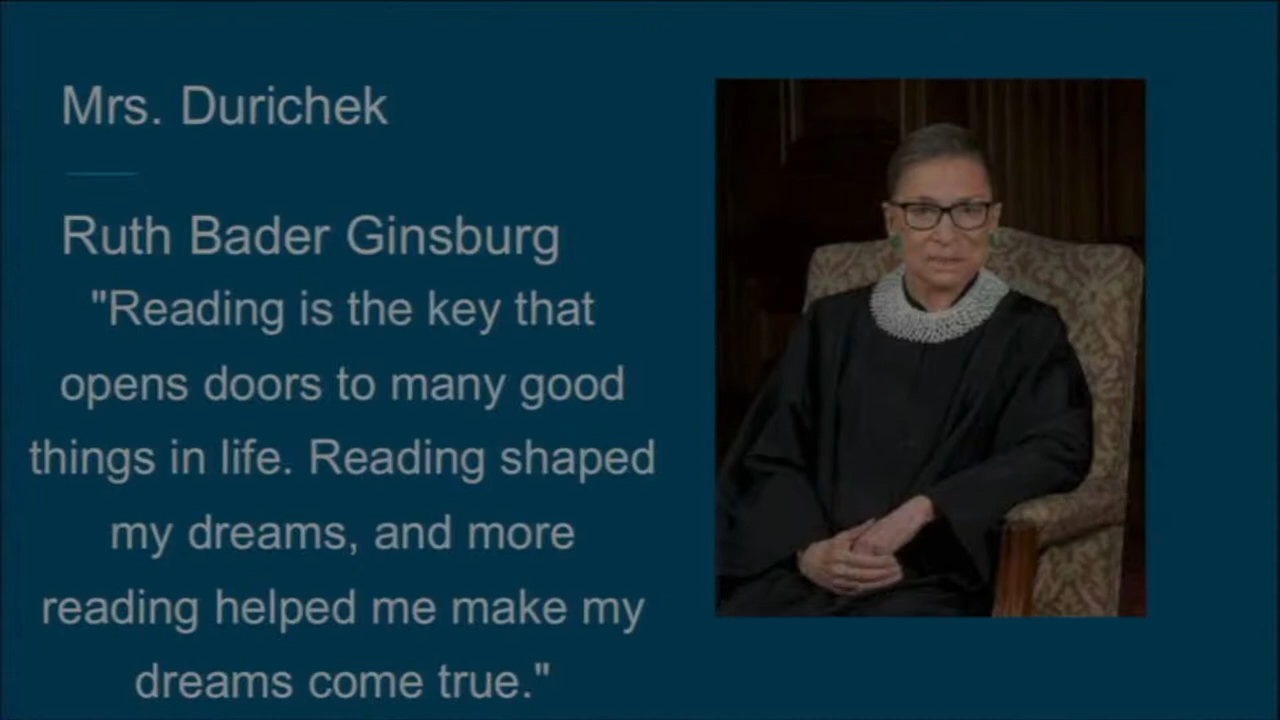 Mrs. Durichek
Ruth Bader Ginsburg
"Reading is the key that
opens doors to many good
things in life. Reading shaped
my dreams, and more
reading helped me make my
dreams come true."